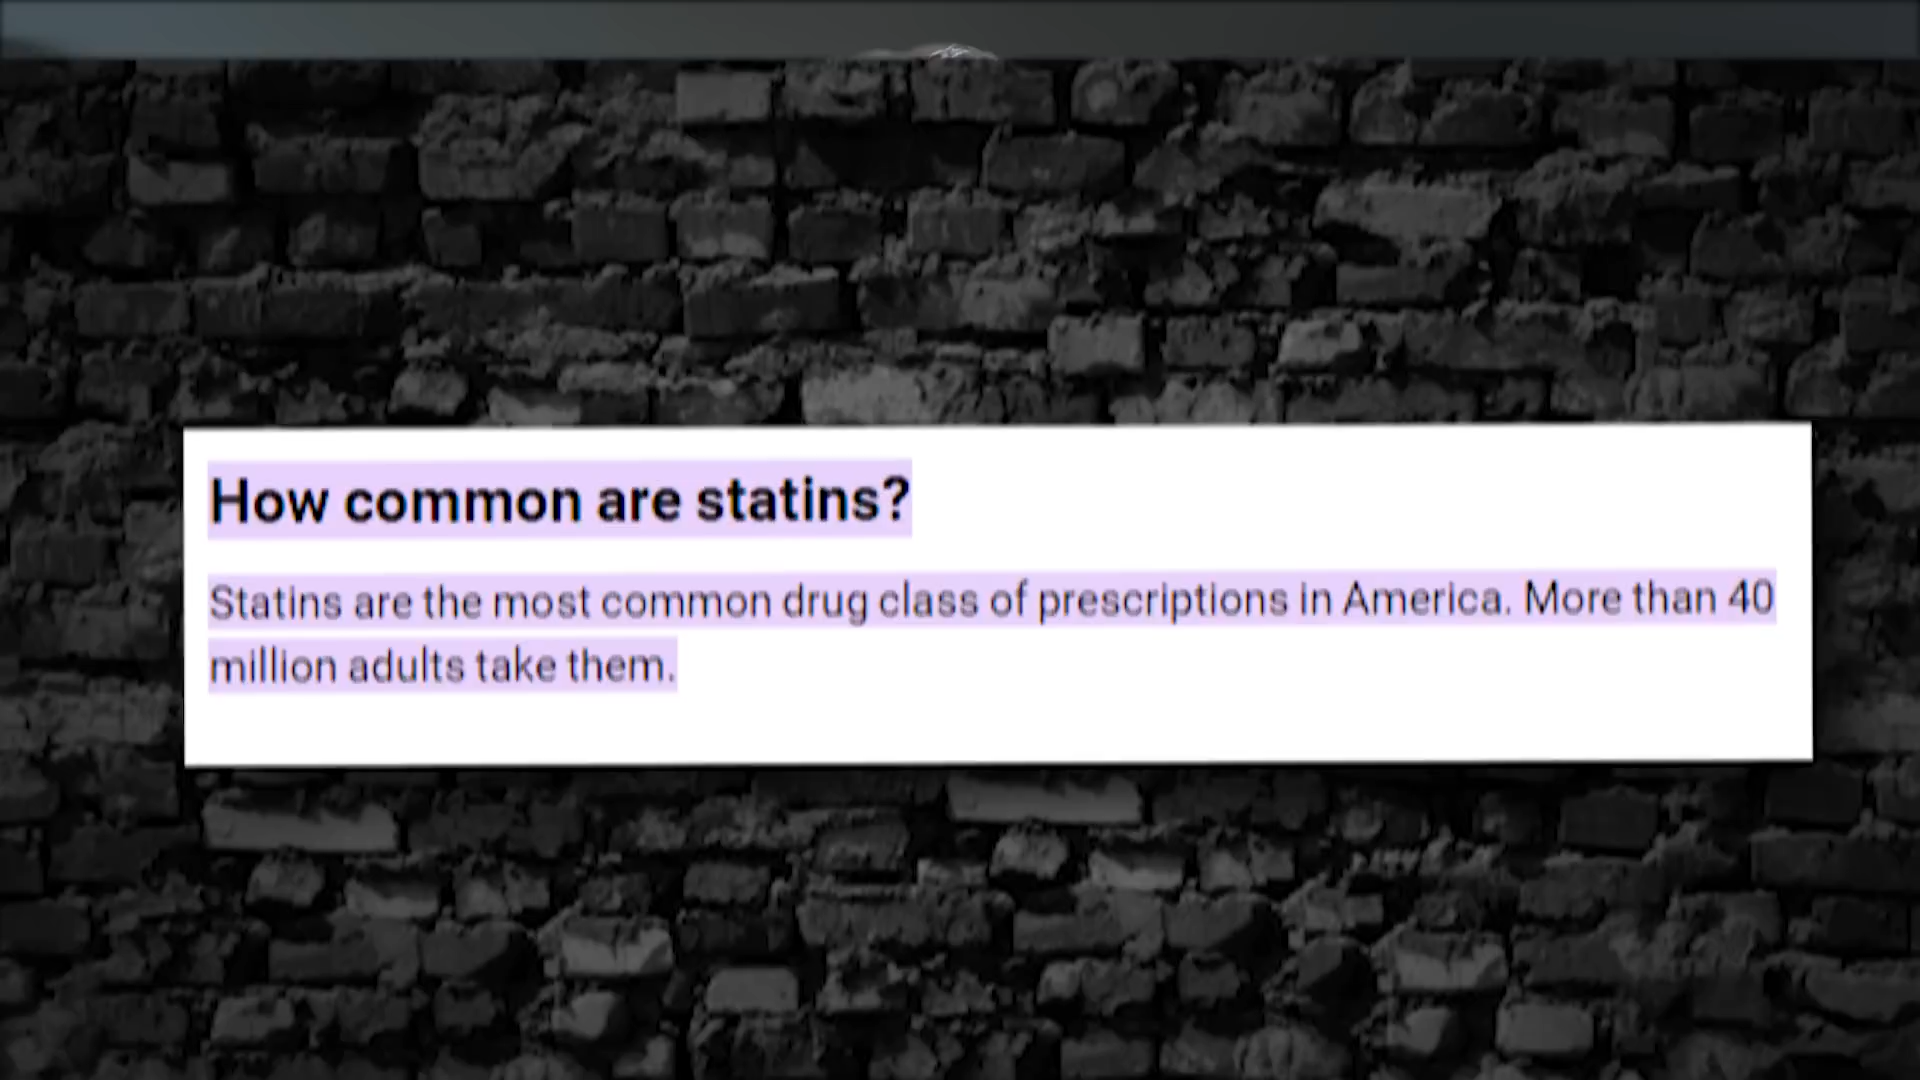 How common are statins?
Statins are the most common drug class of prescriptions in America. More than 40
million adults take them.